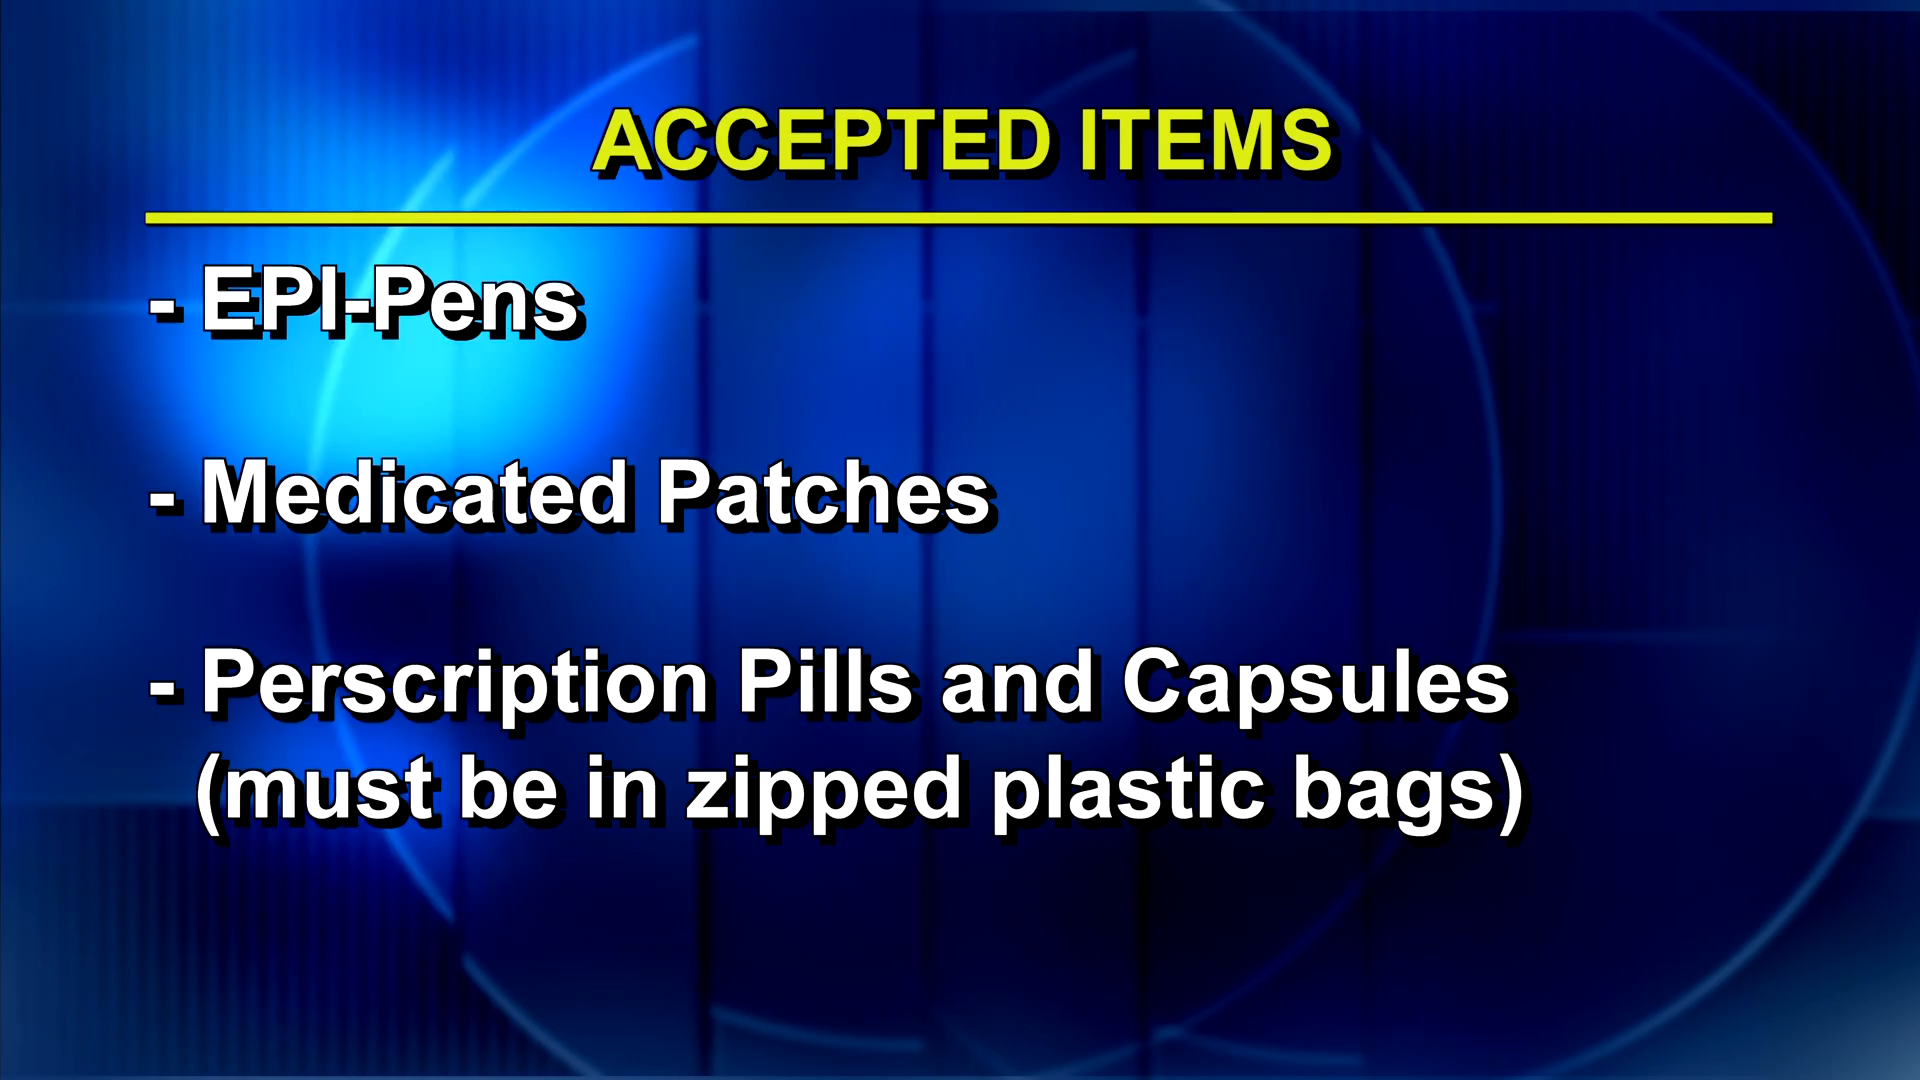 ACCEPTED ITEMS
- EPI-Pens
- Medicated Patches
- Perscription Pills and Capsules
(must be in zipped plastic bags)